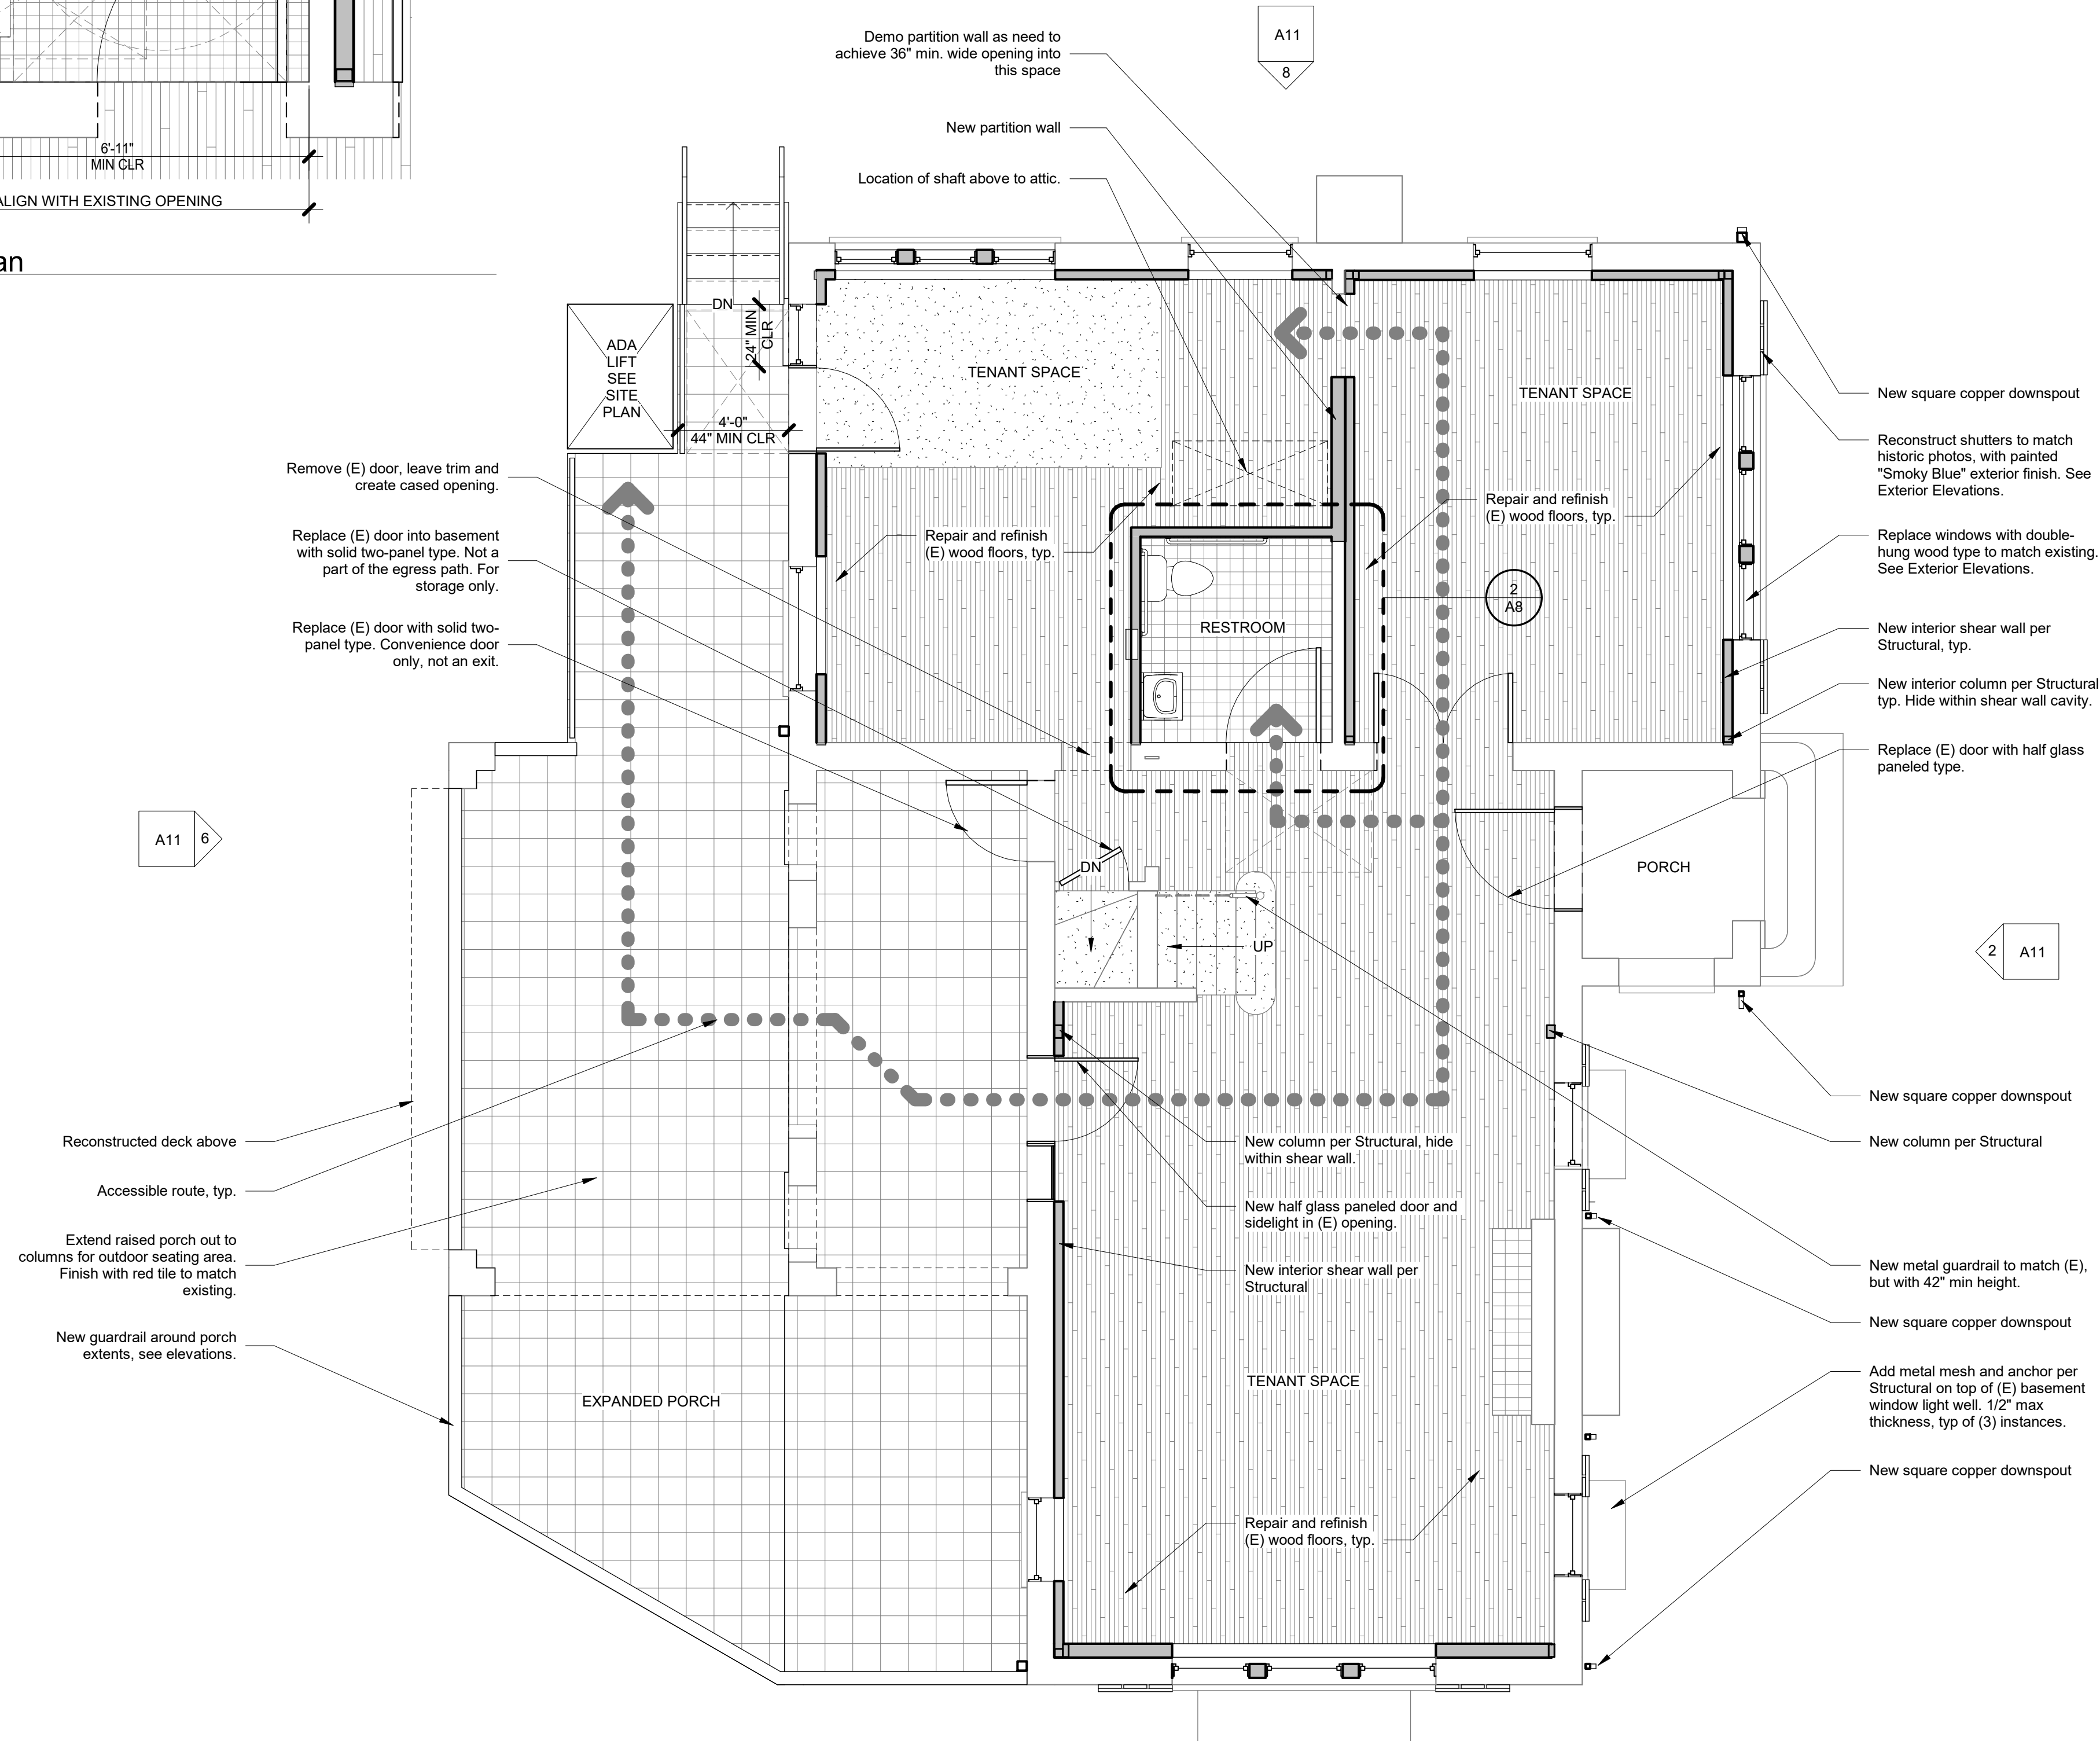 6'-11"
MIN CLR
ALIGN WITH EXISTING OPENING
an
Demo partition wall as need to
achieve 36" min. wide opening into
this space
New partition wall
Location of shaft above to attic.
A11
8
DN
24" MIN
CLR
ADA
LIFT
SEE
SITE
PLAN
4'-0"
44" MIN CLR
TENANT SPACE
TENANT SPACE
New square copper downspout
Reconstruct shutters to match
historic photos, with painted
"Smoky Blue" exterior finish. See
Exterior Elevations.
Replace windows with double-
hung wood type to match existing.
See Exterior Elevations.
New interior shear wall per
Structural, typ.
New interior column per Structural
typ. Hide within shear wall cavity.
Replace (E) door with half glass
paneled type.
Remove (E) door, leave trim and
create cased opening.
Replace (E) door into basement
with solid two-panel type. Not a
part of the egress path. For
storage only.
Replace (E) door with solid two-
panel type. Convenience door
only, not an exit.
Repair and refinish
(E) wood floors, typ.
Repair and refinish
(E) wood floors, typ.
2
A8
RESTROOM
A11
6
DN
UP
PORCH
2
A11
Reconstructed deck above
Accessible route, typ.
Extend raised porch out to
columns for outdoor seating area.
Finish with red tile to match
existing.
New guardrail around porch
extents, see elevations.
New column per Structural, hide
within shear wall.
New half glass paneled door and
sidelight in (E) opening.
New interior shear wall per
Structural
EXPANDED PORCH
TENANT SPACE
Repair and refinish
(E) wood floors, typ.
New square copper downspout
New column per Structural
New metal guardrail to match (E),
but with 42" min height.
New square copper downspout
Add metal mesh and anchor per
Structural on top of (E) basement
window light well. 1/2" max
thickness, typ of (3) instances.
New square copper downspout